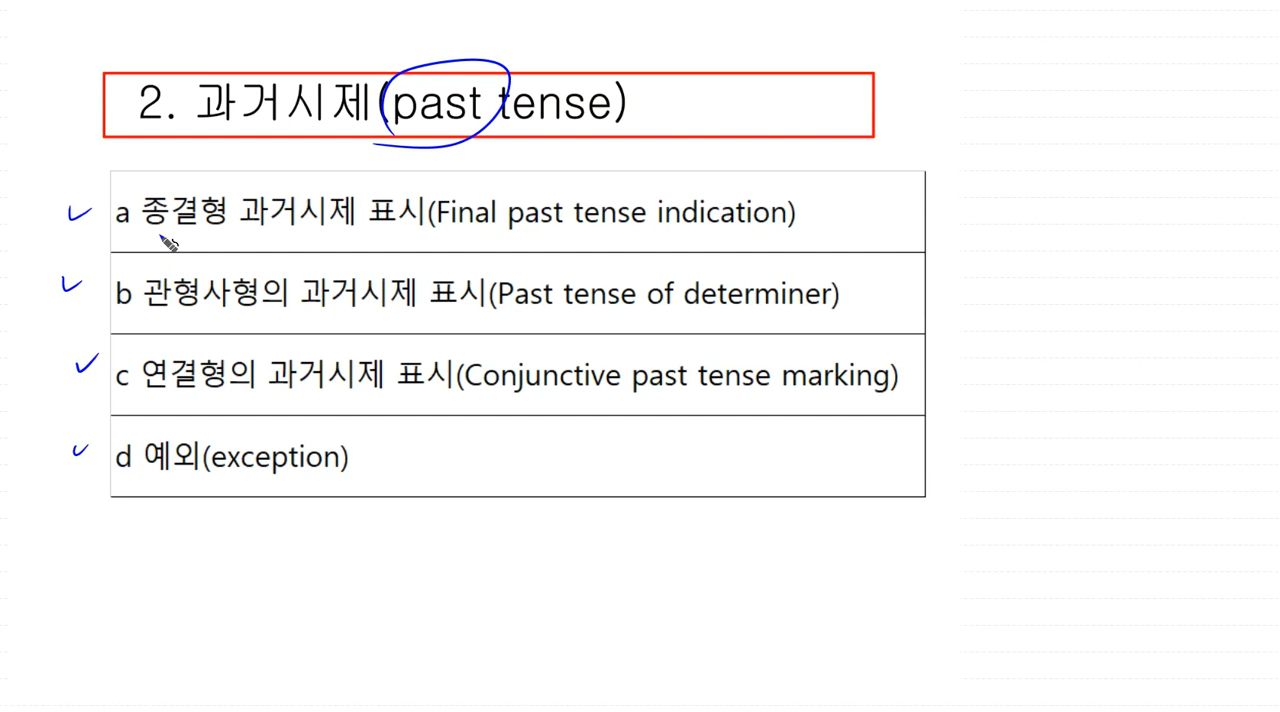 2. 과거시제(past tense)
a 종결형 과거시제 표시(Final past tense indication)
b 관형사형의 과거시제 표시(Past tense of determiner)
c 연결형의 과거시제 표시(Conjunctive past tense marking)
d 예외(exception)